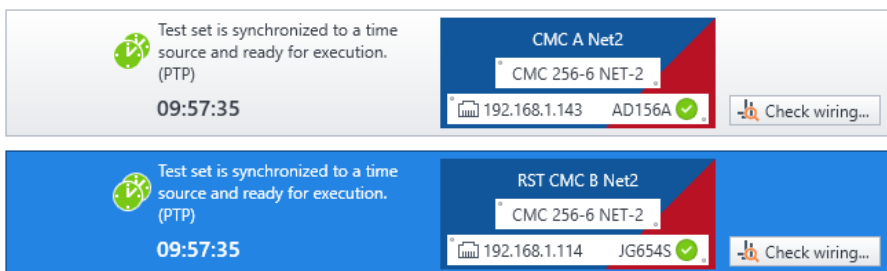 Test set is synchronized to a time
source and ready for execution.
(PTP)
09:57:35
CMC A Net2
CMC 256-6 NET-2
192.168.1.143 AD156A
Check wiring...
Test set is synchronized to a time
source and ready for execution.
(PTP)
09:57:35
RST CMC B Net2
CMC 256-6 NET-2
192.168.1.114 JG654S
Check wiring...